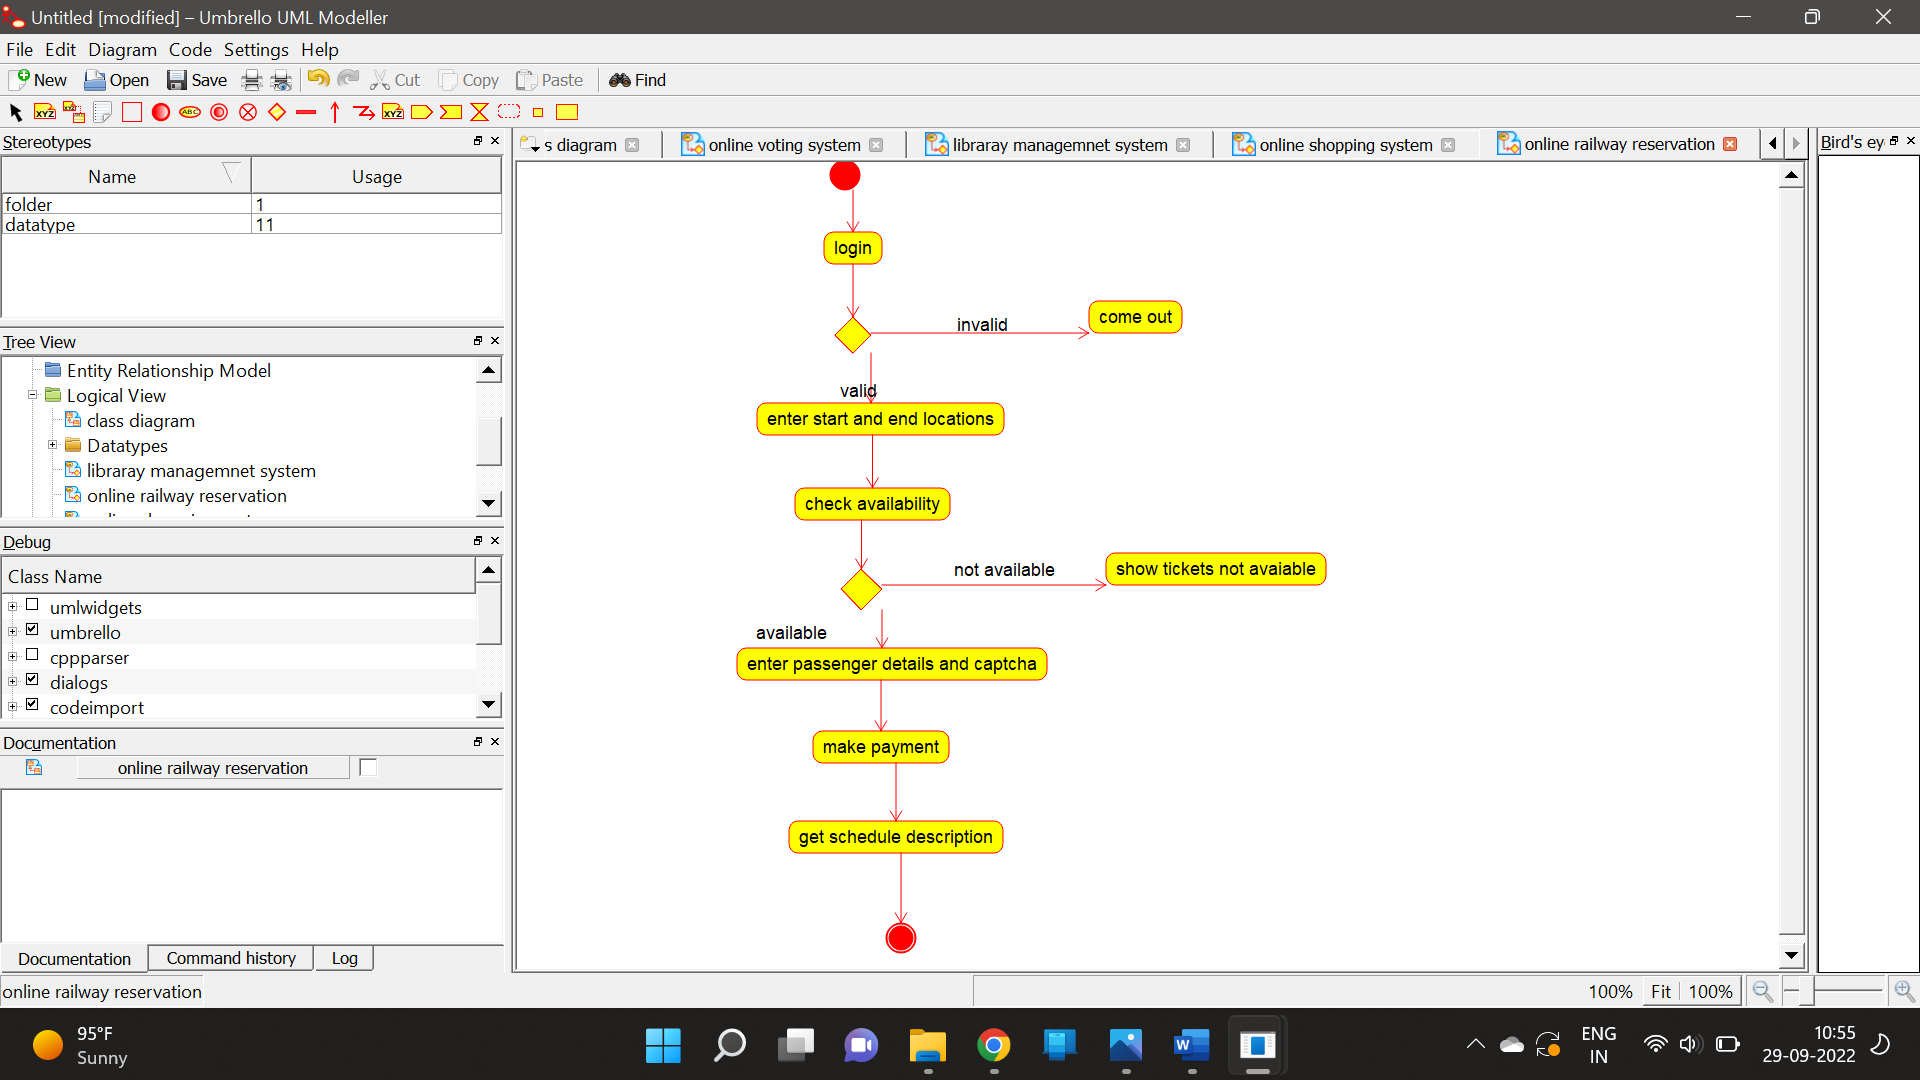 Untitled [modified] – Umbrello UML Modeller
File Edit Diagram Code Settings Help
New Open Save Cut Copy Paste Find
XYZ XYZ ABC XYZ
Stereotypes
Name Usage
folder 1
datatype 11
Tree View
Entity Relationship Model
Logical View
class diagram
Datatypes
libraray managemnet system
online railway reservation
Debug
Class Name
umlwidgets
umbrello
cppparser
dialogs
codeimport
Documentation
online railway reservation
Documentation Command history Log
online railway reservation
s diagram online voting system libraray managemnet system online shopping system online railway reservation
Bird's ey
login
invalid
come out
valid
enter start and end locations
check availability
not available
show tickets not avaiable
available
enter passenger details and captcha
make payment
get schedule description
100% Fit 100%
95°F
Sunny
W
ENG
IN
10:55
29-09-2022